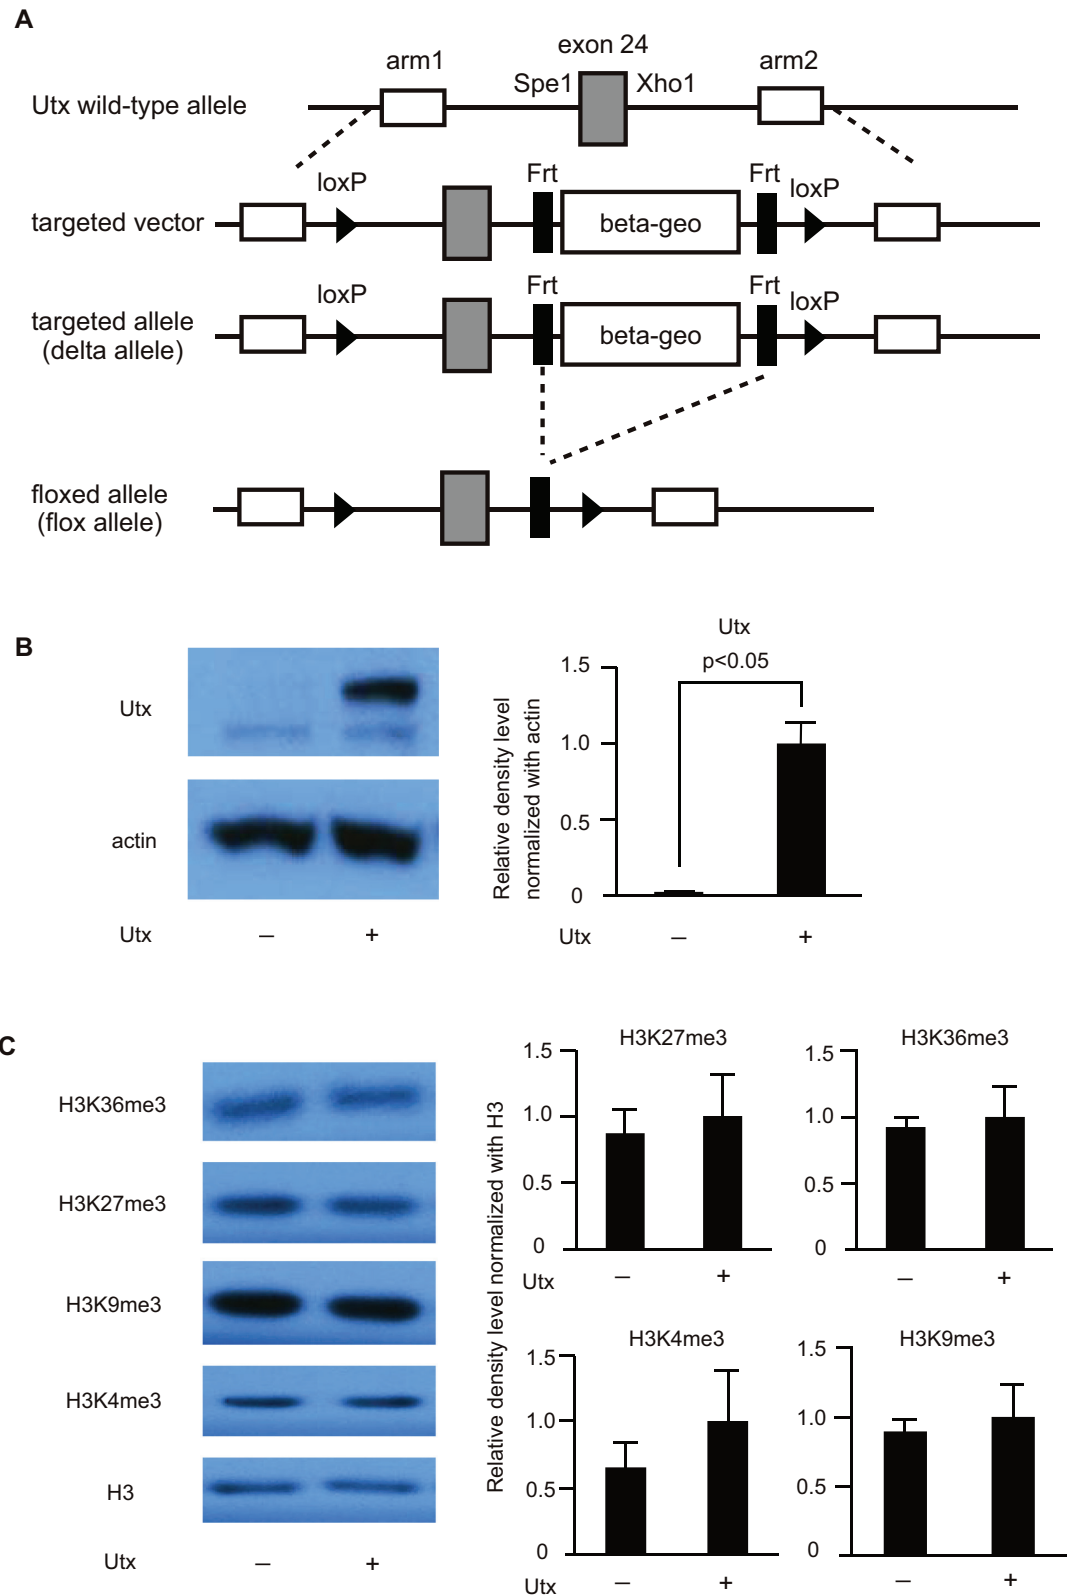 A
exon 24
arm1
Spe1
Xho1
arm2
Utx wild-type allele
loxP
Frt
Frt
loxP
targeted vector
beta-geo
loxP
Frt
Frt
loxP
targeted allele
(delta allele)
beta-geo
floxed allele
(flox allele)
B
Utx
actin
Utx – +
Utx
p<0.05
Relative density level
normalized with actin
1.5
1.0
0.5
0
Utx – +
C
H3K36me3
H3K27me3
H3K9me3
H3K4me3
H3
Utx – +
Relative density level normalized with H3
H3K27me3
1.5
1.0
0.5
0
Utx – +
H3K36me3
1.5
1.0
0.5
0
– +
H3K4me3
1.5
1.0
0.5
0
Utx – +
H3K9me3
1.5
1.0
0.5
0
– +